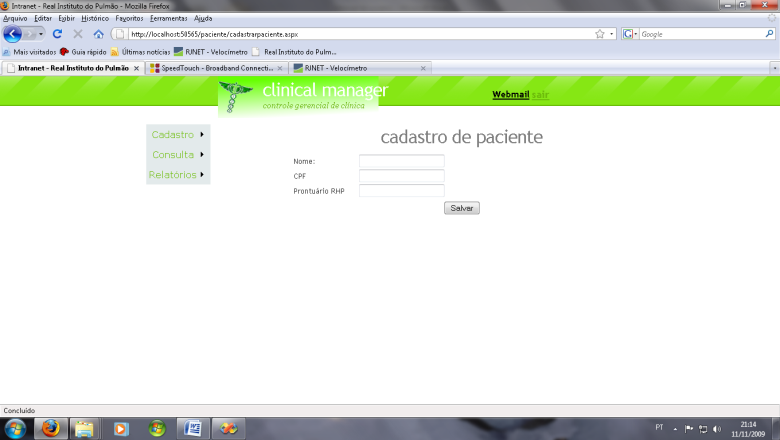 Intranet - Real Instituto do Pulmão - Mozilla Firefox
Arquivo Editar Exibir Histórico Favoritos Ferramentas Ajuda
http://localhost:50565/paciente/cadastrarpaciente.aspx
Google
Mais visitados Guia rápido Últimas notícias RJNET - Velocímetro Real Instituto do Pulm...
Intranet - Real Instituto do Pulmão SpeedTouch - Broadband Connecti... RJNET - Velocímetro
clinical manager
controle gerencial de clínica
Webmail sair
Cadastro
Consulta
Relatórios
cadastro de paciente
Nome:
CPF
Prontuário RHP
Salvar
Concluído
PT
21:14
11/11/2009